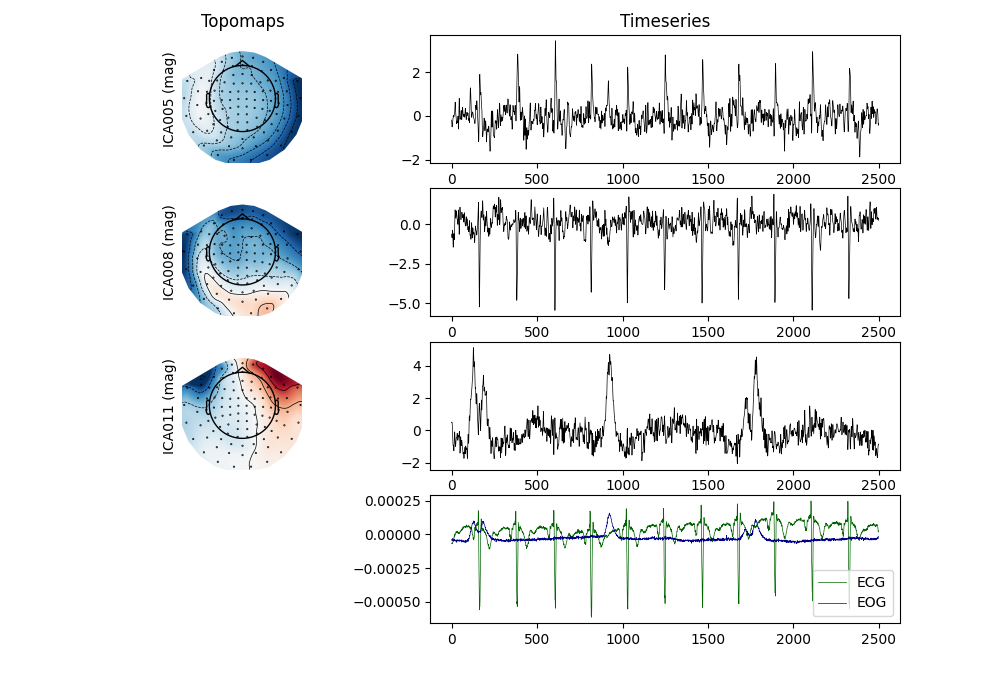 Topomaps
Timeseries
ICA005 (mag)
2
0
−2
0 500 1000 1500 2000 2500
ICA008 (mag)
0.0
−2.5
−5.0
0 500 1000 1500 2000 2500
ICA011 (mag)
4
2
0
−2
0 500 1000 1500 2000 2500
0.00025
0.00000
−0.00025
−0.00050
ECG
EOG
0 500 1000 1500 2000 2500